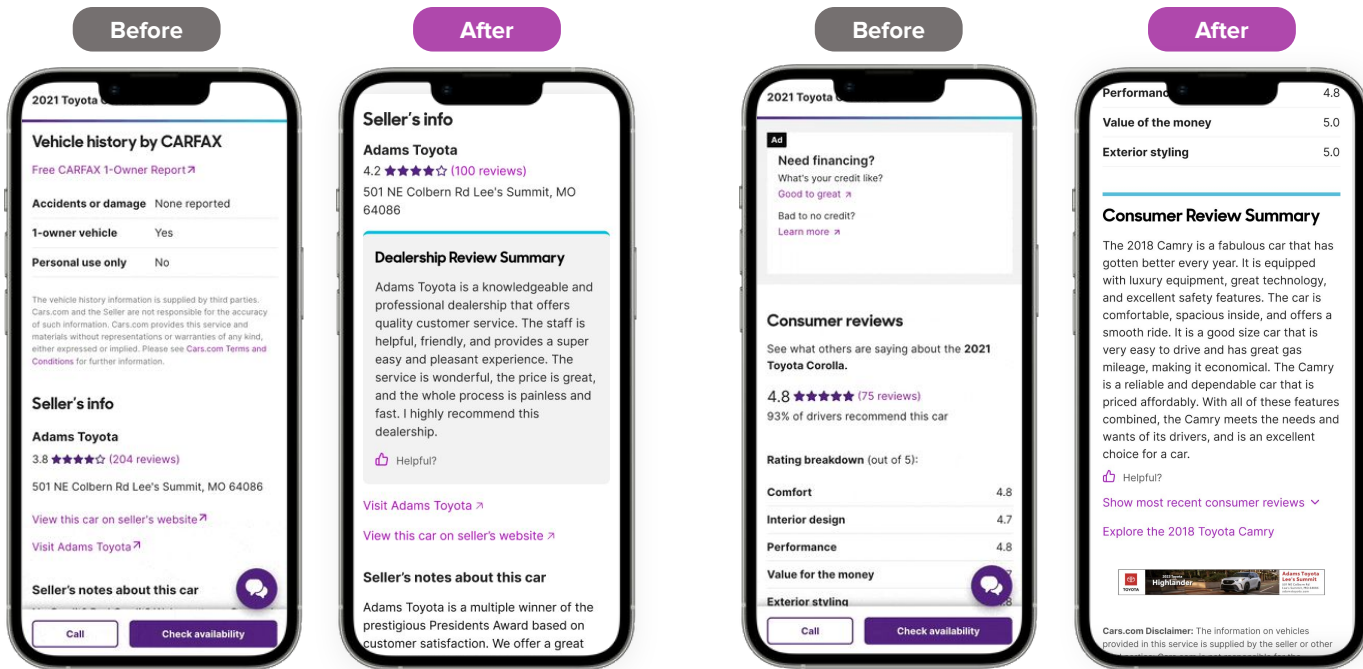 Before
2021 Toyota
Vehicle history by CARFAX
Free CARFAX 1-Owner Report
Accidents or damage None reported
1-owner vehicle Yes
Personal use only No
The vehicle history information is supplied by third parties.
Cars.com and the Seller are not responsible for the accuracy
of such information. Cars.com provides this service and
materials without representations or warranties of any kind,
either expressed or implied. Please see Cars.com Terms and
Conditions for further information.
Seller's info
Adams Toyota
3.8 (204 reviews)
501 NE Colbern Rd Lee's Summit, MO 64086
View this car on seller's website
Visit Adams Toyota
Seller's notes about this car
Call
Check availability
After
Seller's info
Adams Toyota
4.2 (100 reviews)
501 NE Colbern Rd Lee's Summit, MO
64086
Dealership Review Summary
Adams Toyota is a knowledgeable and
professional dealership that offers
quality customer service. The staff is
helpful, friendly, and provides a super
easy and pleasant experience. The
service is wonderful, the price is great,
and the whole process is painless and
fast. I highly recommend this
dealership.
Helpful?
Visit Adams Toyota
View this car on seller's website
Seller's notes about this car
Adams Toyota is a multiple winner of the
prestigious Presidents Award based on
customer satisfaction. We offer a great
Before
2021 Toyota
Ad
Need financing?
What's your credit like?
Good to great
Bad to no credit?
Learn more
Consumer reviews
See what others are saying about the 2021
Toyota Corolla.
4.8 (75 reviews)
93% of drivers recommend this car
Rating breakdown (out of 5):
Comfort 4.8
Interior design 4.7
Performance 4.8
Value for the money
Exterior styling
Call
Check availability
After
4.8
Value of the money 5.0
Exterior styling 5.0
Consumer Review Summary
The 2018 Camry is a fabulous car that has
gotten better every year. It is equipped
with luxury equipment, great technology,
and excellent safety features. The car is
comfortable, spacious inside, and offers a
smooth ride. It is a good size car that is
very easy to drive and has great gas
mileage, making it economical. The Camry
is a reliable and dependable car that is
priced affordably. With all of these features
combined, the Camry meets the needs and
wants of its drivers, and is an excellent
choice for a car.
Helpful?
Show most recent consumer reviews
Explore the 2018 Toyota Camry
TOYOTA
Highlander
Adams Toyota
Lee's Summit
Cars.com Disclaimer: The information on vehicles
provided in this service is supplied by the seller or other